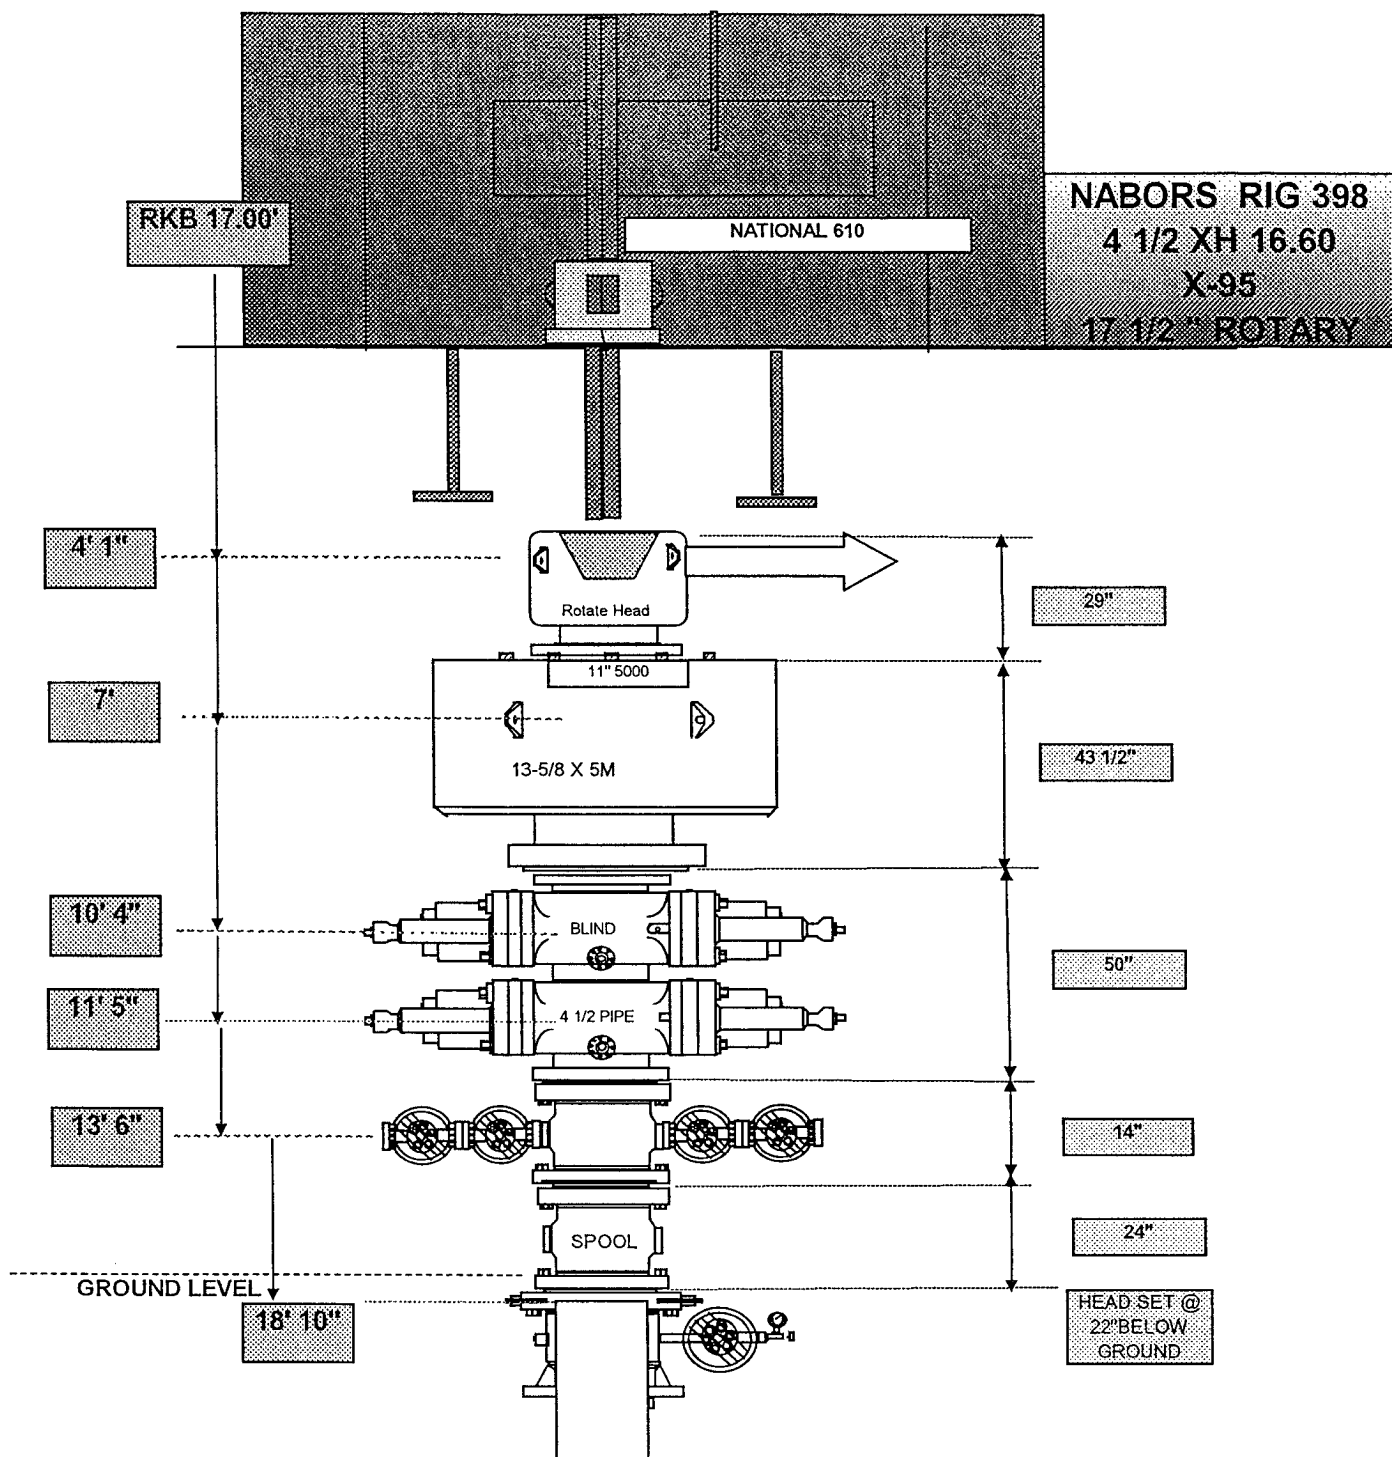 NABORS RIG 398
4 1/2 XH 16.60
X-95
17 1/2 " ROTARY
RKB 17.00'
NATIONAL 610
4' 1"
Rotate Head
29"
11" 5000
7'
13-5/8 X 5M
43 1/2"
10' 4"
BLIND
50"
11' 5"
4 1/2 PIPE
13' 6"
14"
SPOOL
24"
GROUND LEVEL
18' 10"
HEAD SET @
22"BELOW
GROUND